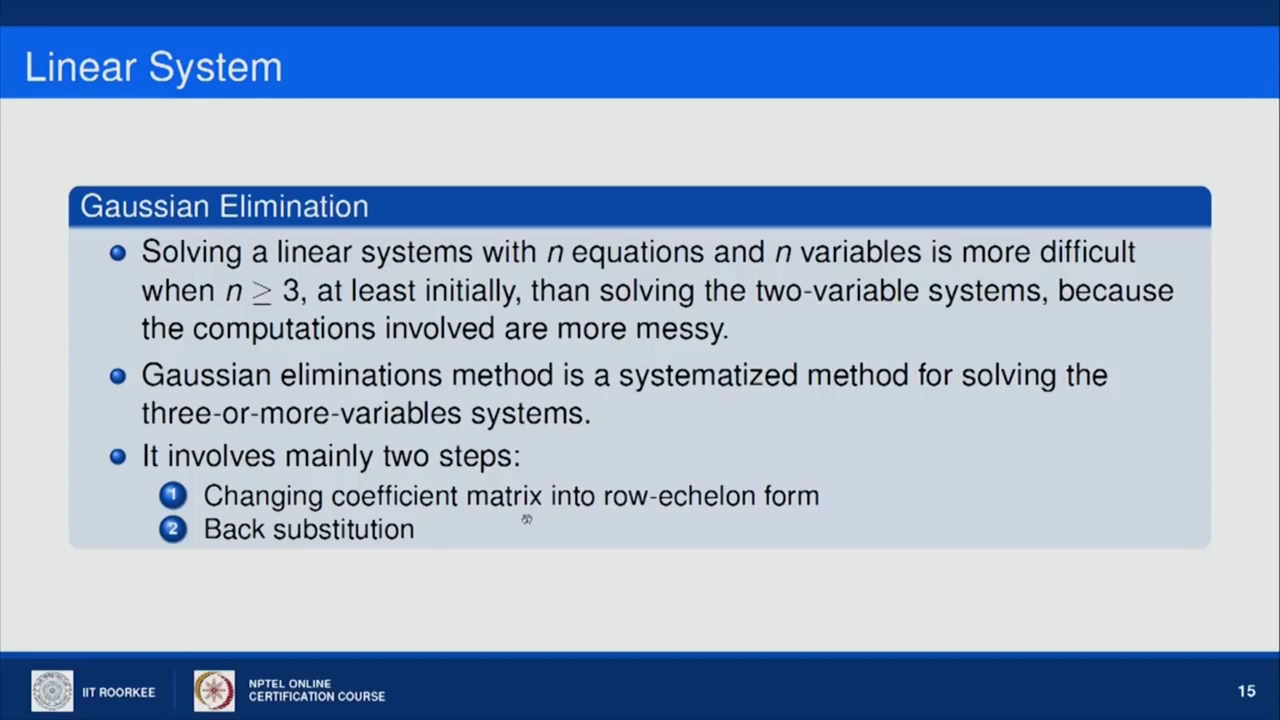 Linear System
Gaussian Elimination
Solving a linear systems with n equations and n variables is more difficult
when n ≥ 3, at least initially, than solving the two-variable systems, because
the computations involved are more messy.
Gaussian eliminations method is a systematized method for solving the
three-or-more-variables systems.
It involves mainly two steps:
1 Changing coefficient matrix into row-echelon form
2 Back substitution
IIT ROORKEE
NPTEL ONLINE
CERTIFICATION COURSE
15